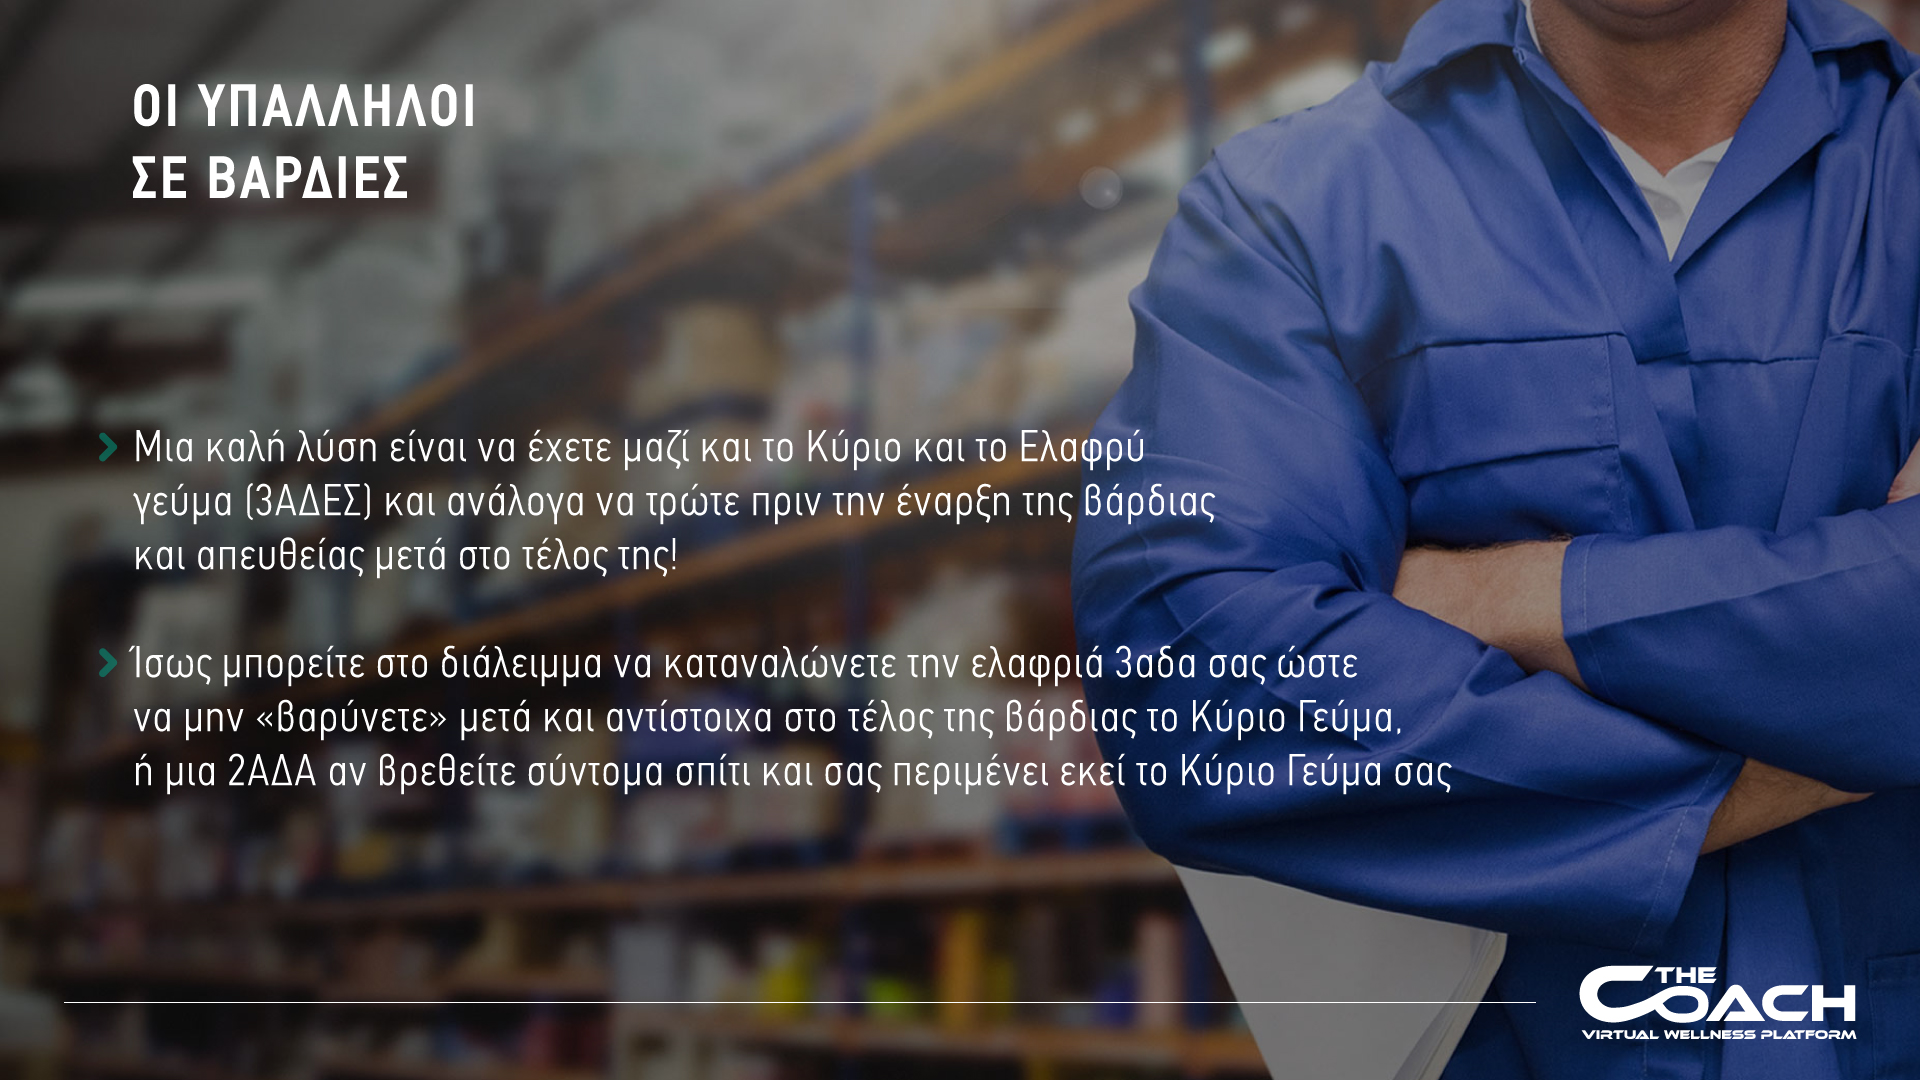 ΟΙ ΥΠΑΛΛΗΛΟΙ
ΣΕ ΒΑΡΔΙΕΣ
Μια καλή λύση είναι να έχετε μαζί και το Κύριο και το Ελαφρύ
γεύμα (3ΑΔΕΣ) και ανάλογα να τρώτε πριν την έναρξη της βάρδιας
και απευθείας μετά στο τέλος της!
Ίσως μπορείτε στο διάλειμμα να καταναλώνετε την ελαφριά 3αδα σας ώστε
να μην «βαρύνετε» μετά και αντίστοιχα στο τέλος της βάρδιας το Κύριο Γεύμα,
ή μια 2ΑΔΑ αν βρεθείτε σύντομα σπίτι και σας περιμένει εκεί το Κύριο Γεύμα σας
THE
COACH
VIRTUAL WELLNESS PLATFORM